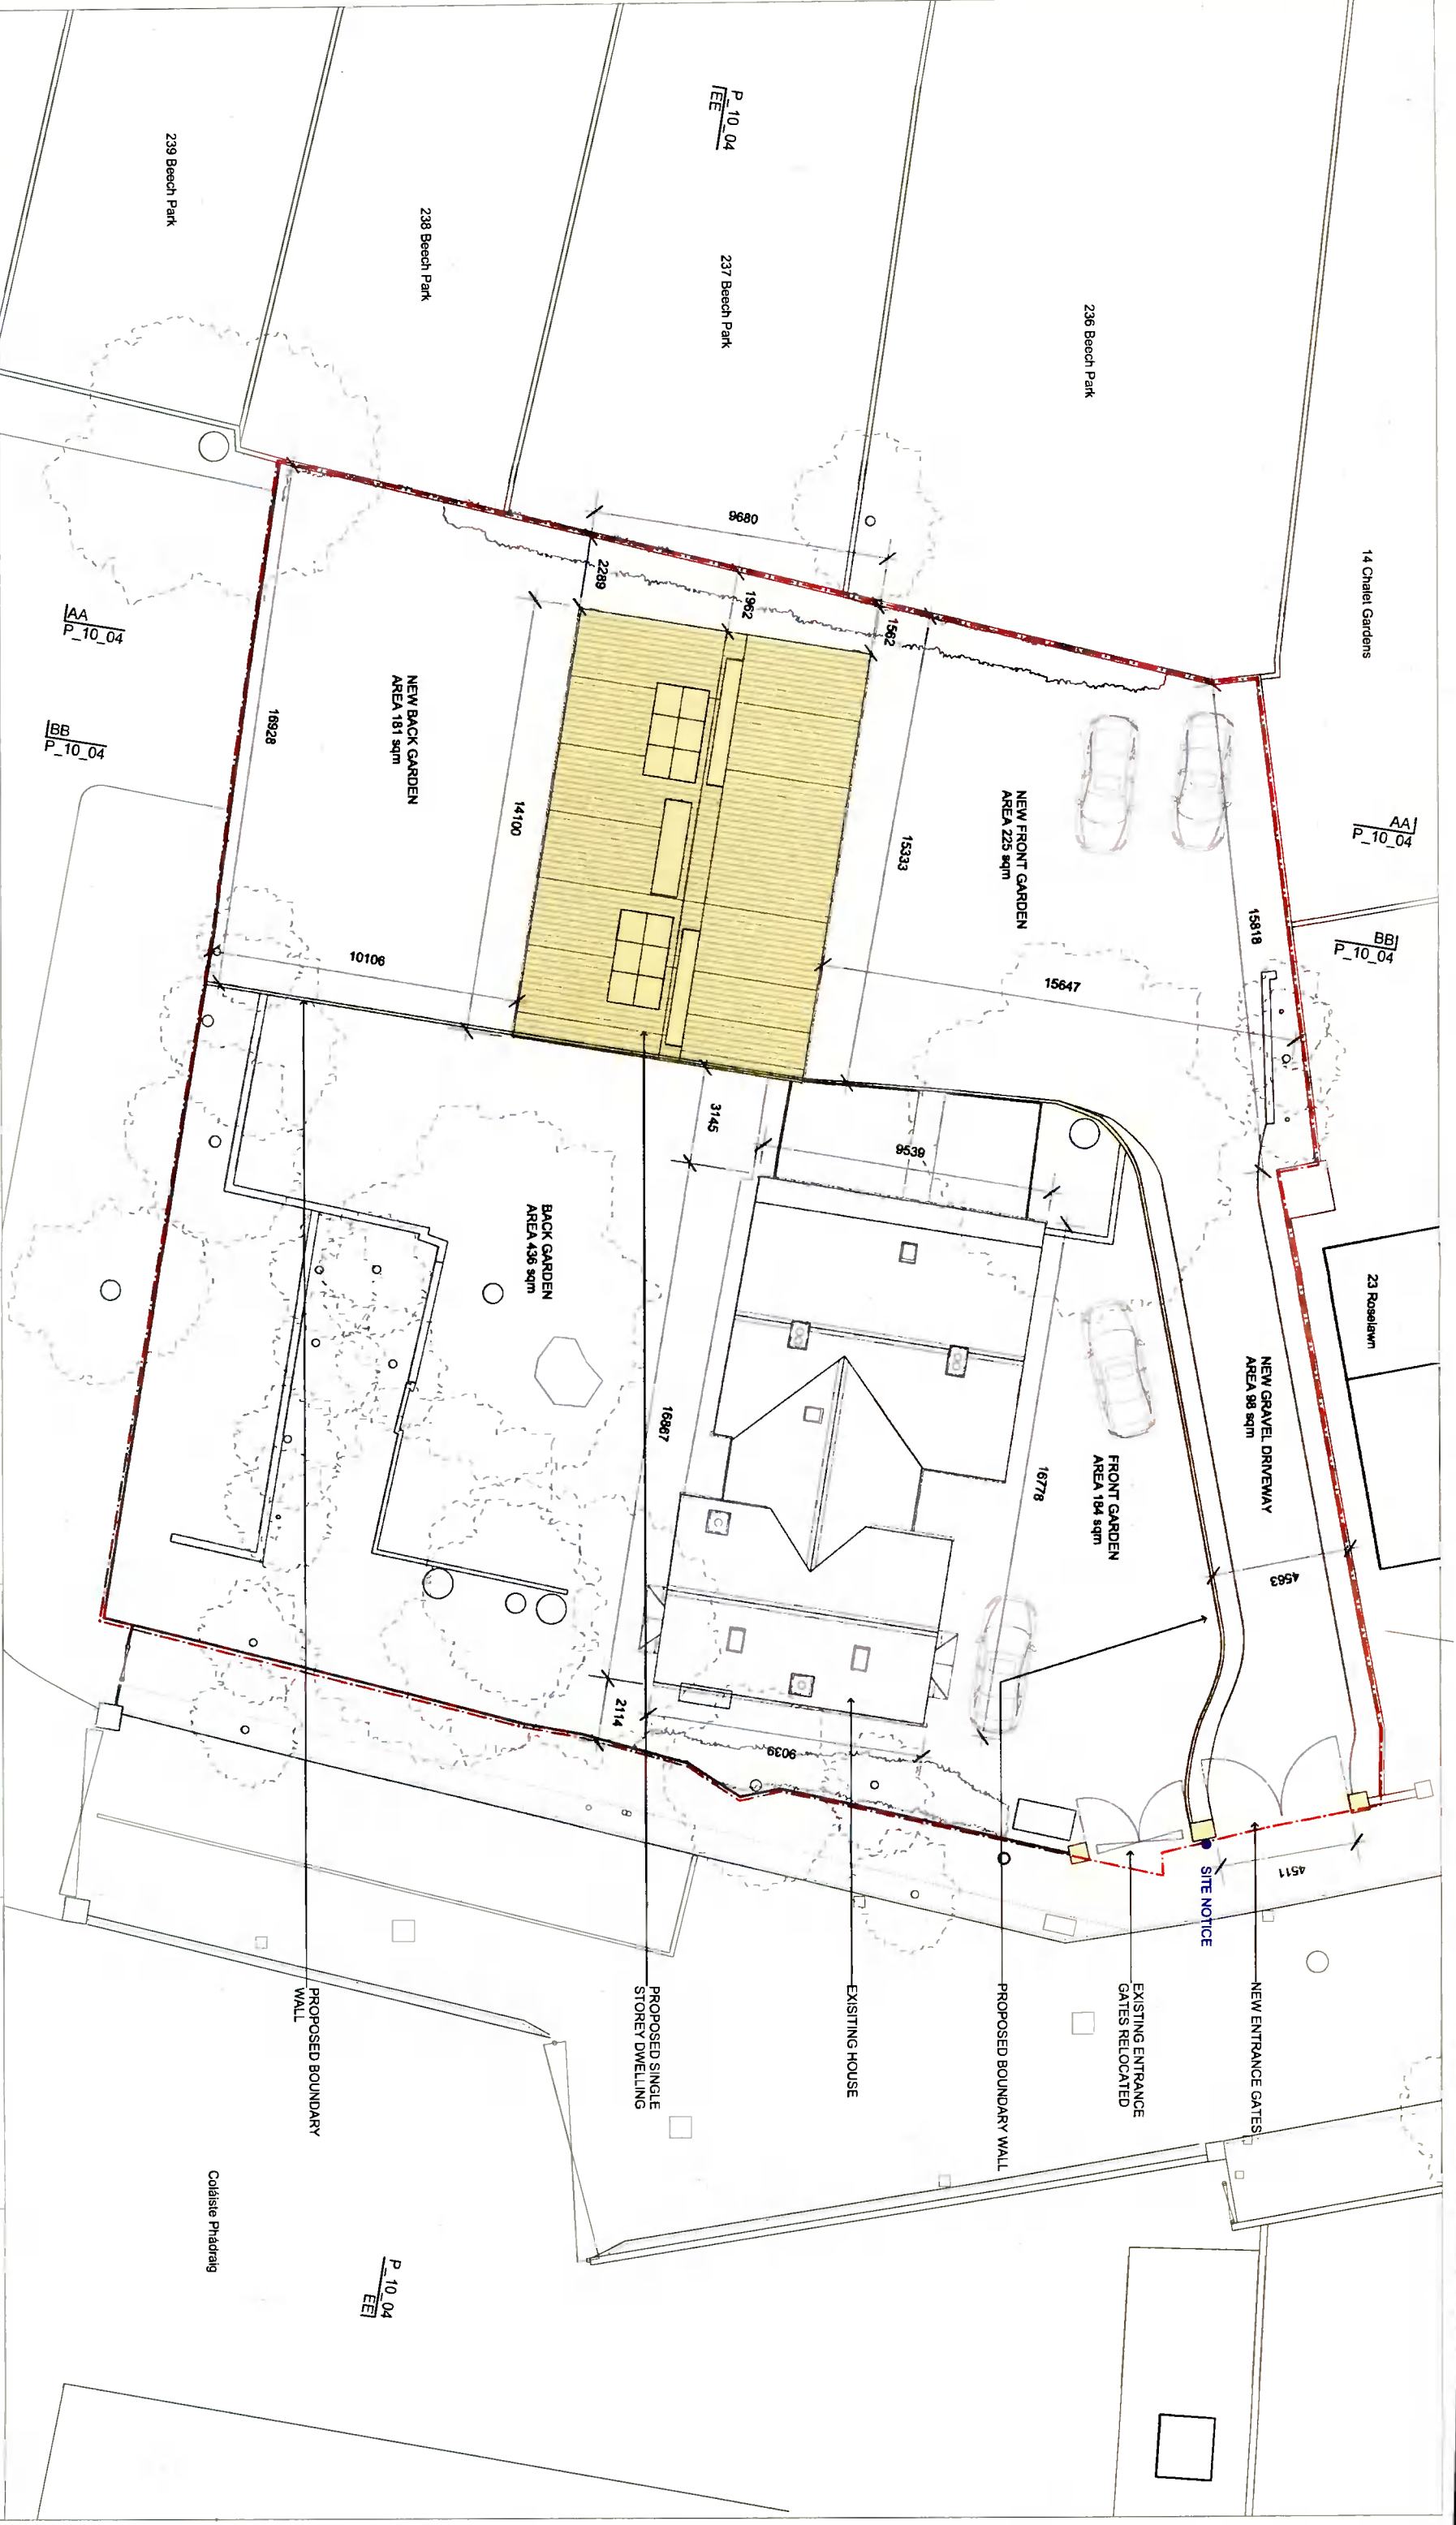 14 Chalet Gardens
236 Beech Park
237 Beech Park
238 Beech Park
239 Beech Park
P_10_04
EE
AA
P_10_04
BB
P_10_04
AA
P_10_04
BB
P_10_04
23 Roselawn
NEW FRONT GARDEN
AREA 225 sqm
NEW BACK GARDEN
AREA 181 sqm
NEW GRAVEL DRIVEWAY
AREA 98 sqm
FRONT GARDEN
AREA 184 sqm
BACK GARDEN
AREA 436 sqm
9680
2289
1962
1562
15333
15818
15647
14100
16928
10106
3145
9539
16778
16867
4563
2114
9039
4511
SITE NOTICE
NEW ENTRANCE GATES
EXISTING ENTRANCE
GATES RELOCATED
PROPOSED BOUNDARY WALL
EXISITING HOUSE
PROPOSED SINGLE
STOREY DWELLING
PROPOSED BOUNDARY
WALL
Coláiste Phádraig
P_10_04
EE
C